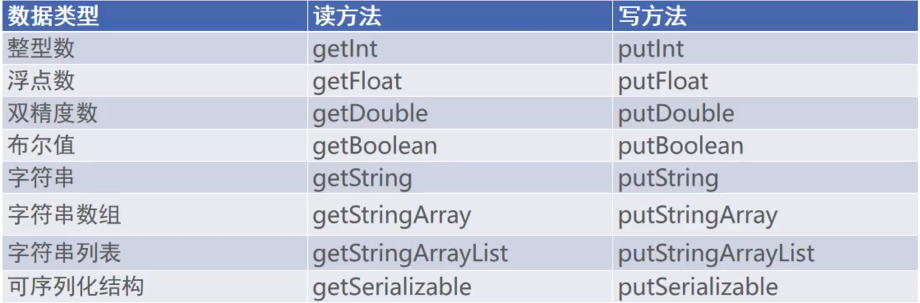 数据类型 读方法 写方法
整型数 getInt putInt
浮点数 getFloat putFloat
双精度数 getDouble putDouble
布尔值 getBoolean putBoolean
字符串 getString putString
字符串数组 getStringArray putStringArray
字符串列表 getStringArrayList putStringArrayList
可序列化结构 getSerializable putSerializable